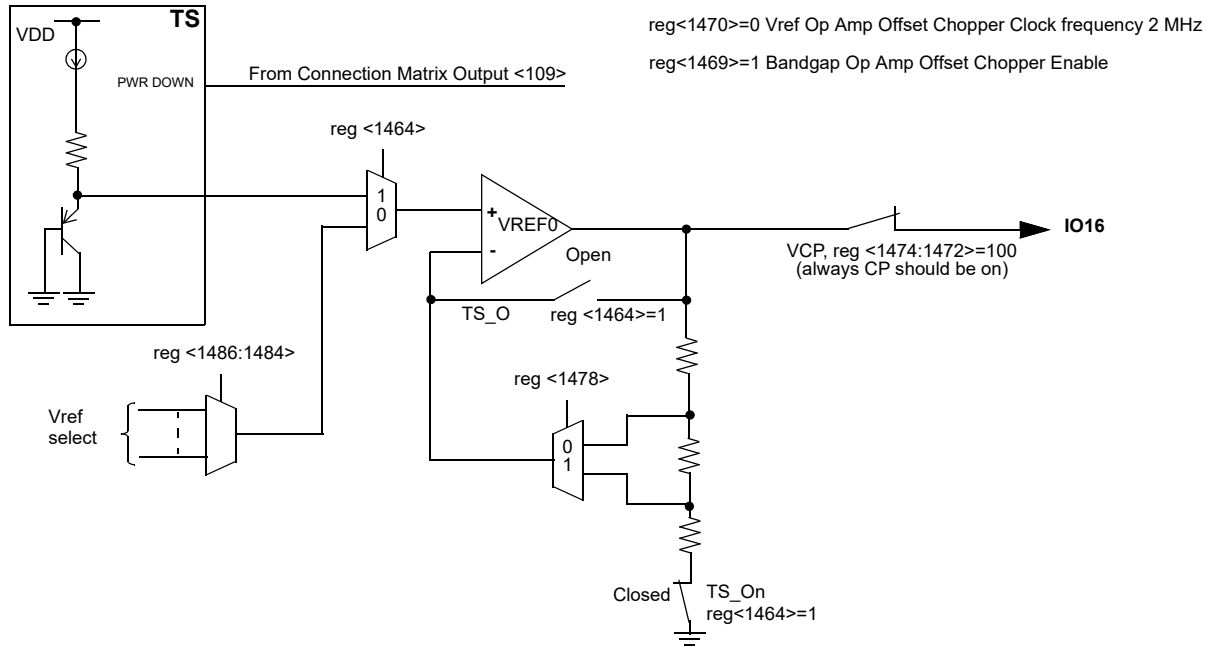 TS
VDD
PWR DOWN
From Connection Matrix Output <109>
reg<1470>=0 Vref Op Amp Offset Chopper Clock frequency 2 MHz
reg<1469>=1 Bandgap Op Amp Offset Chopper Enable
reg <1464>
1
0
+
VREF0
-
Open
IO16
VCP, reg <1474:1472>=100
(always CP should be on)
TS_O
reg <1464>=1
reg <1486:1484>
Vref
select
reg <1478>
0
1
Closed
TS_On
reg<1464>=1